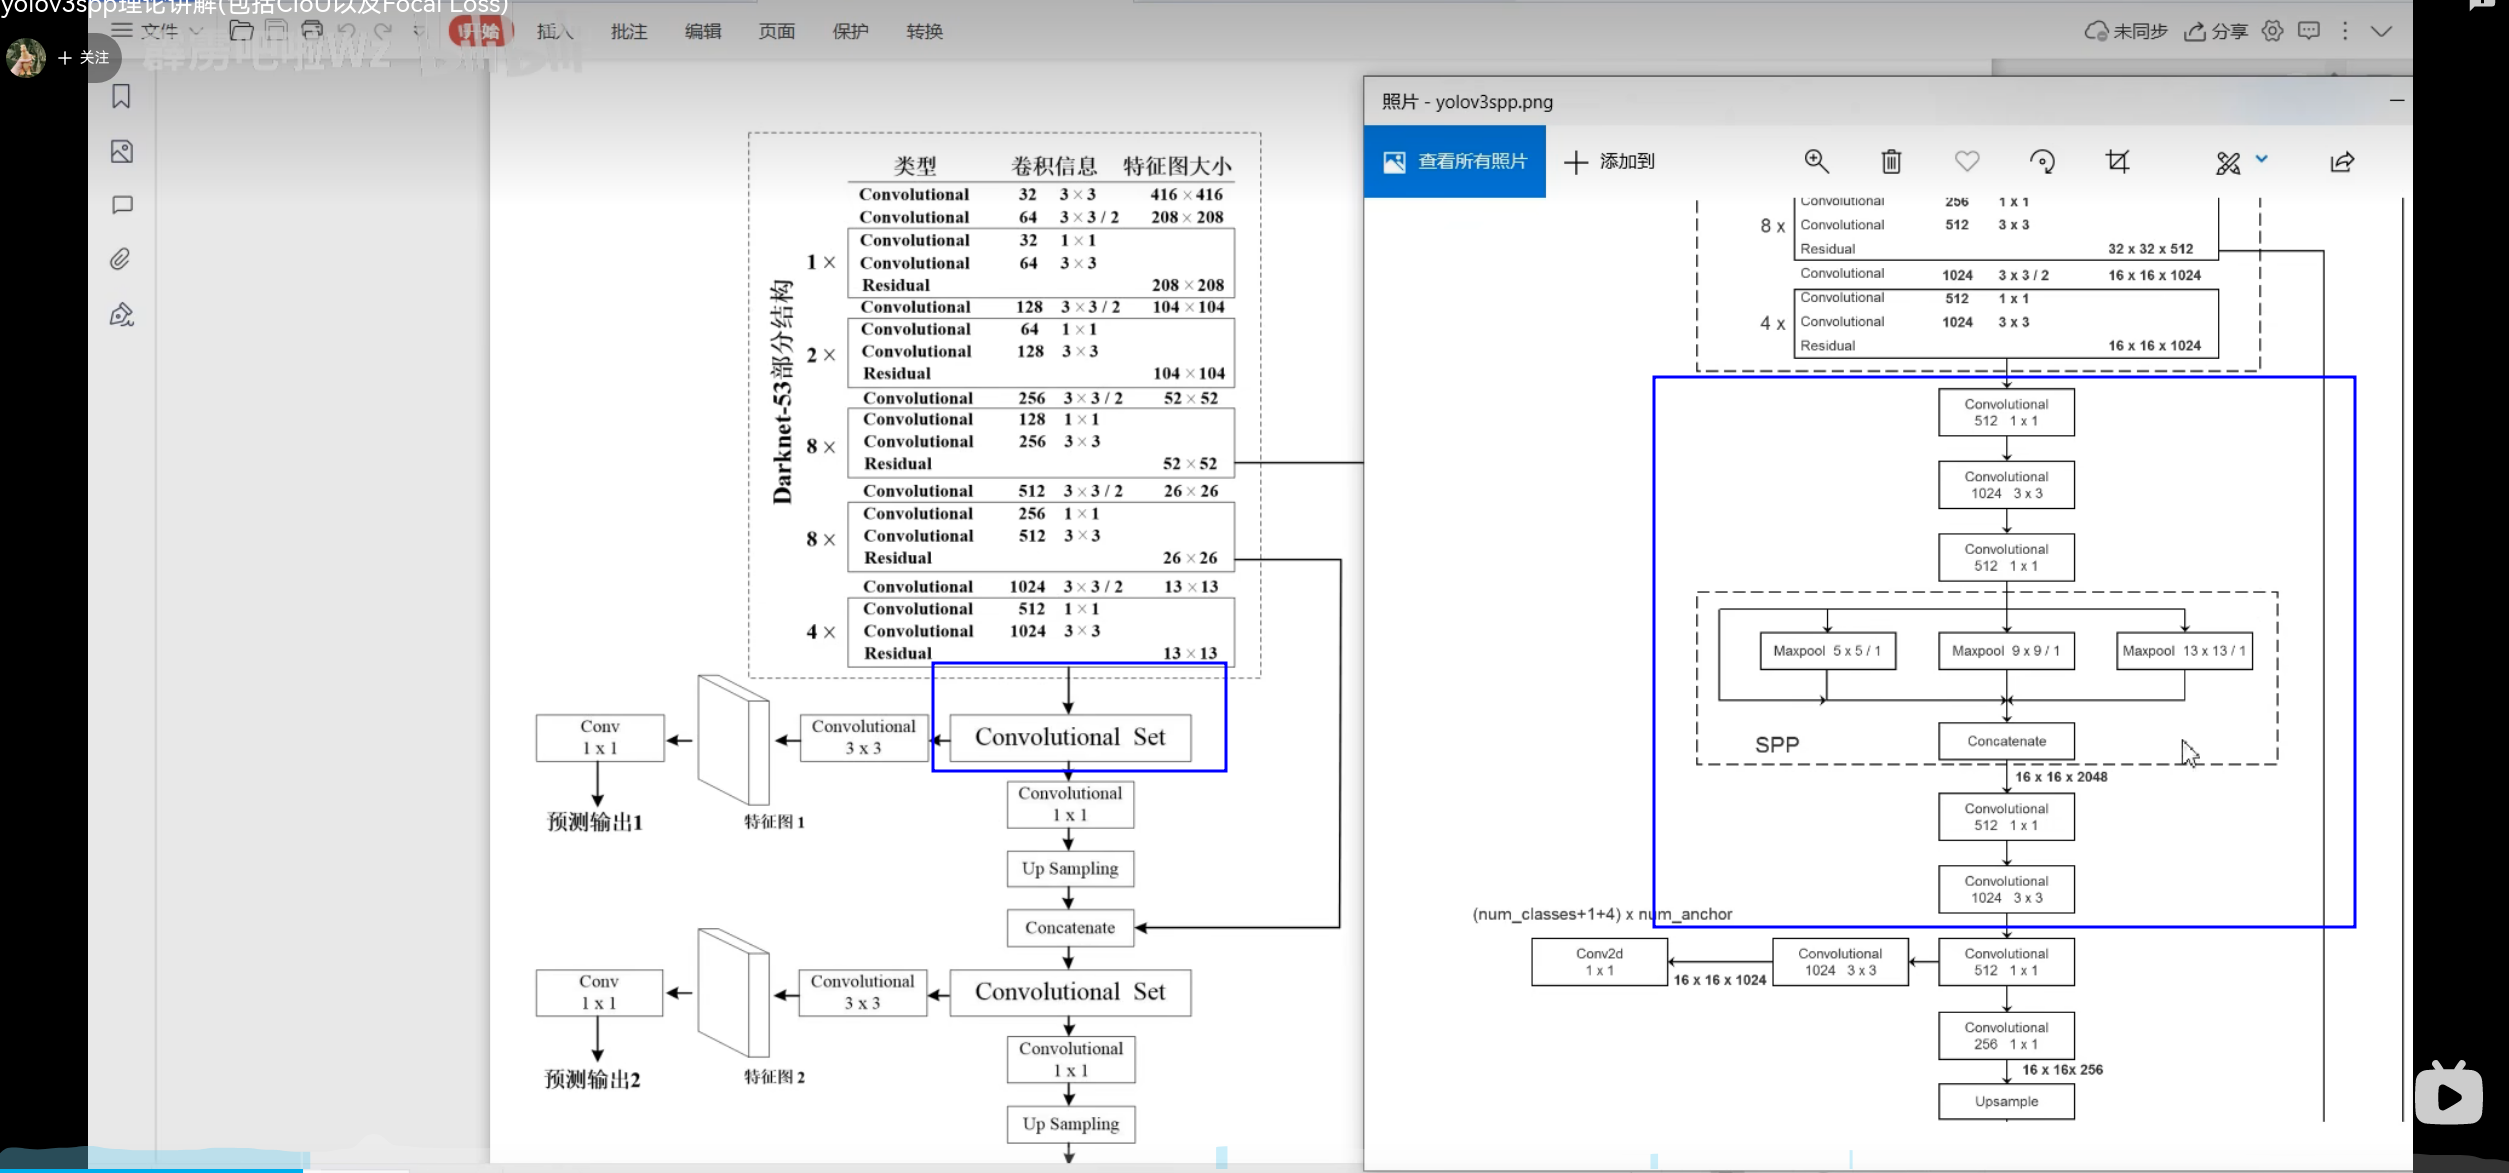 yolov3spp理论讲解(包括CIoU以及Focal Loss)
文件
开始
插入
批注
编辑
页面
保护
转换
未同步
分享
+ 关注
霹雳吧啦Wz
bilibili
类型 卷积信息 特征图大小
Convolutional 32 3×3 416×416
Convolutional 64 3×3/2 208×208
Convolutional 32 1×1
1× Convolutional 64 3×3
Residual 208×208
Convolutional 128 3×3/2 104×104
Convolutional 64 1×1
2× Convolutional 128 3×3
Residual 104×104
Convolutional 256 3×3/2 52×52
Convolutional 128 1×1
8× Convolutional 256 3×3
Residual 52×52
Convolutional 512 3×3/2 26×26
Convolutional 256 1×1
8× Convolutional 512 3×3
Residual 26×26
Convolutional 1024 3×3/2 13×13
Convolutional 512 1×1
4× Convolutional 1024 3×3
Residual 13×13
Darknet-53部分结构
Conv
1 x 1
Convolutional
3 x 3
Convolutional Set
预测输出1
特征图1
Convolutional
1 x 1
Up Sampling
Concatenate
Conv
1 x 1
Convolutional
3 x 3
Convolutional Set
预测输出2
特征图2
Convolutional
1 x 1
Up Sampling
照片 - yolov3spp.png
查看所有照片
添加到
Convolutional 256 1 x 1
8 x Convolutional 512 3 x 3
Residual 32 x 32 x 512
Convolutional 1024 3 x 3 / 2 16 x 16 x 1024
Convolutional 512 1 x 1
4 x Convolutional 1024 3 x 3
Residual 16 x 16 x 1024
Convolutional
512 1 x 1
Convolutional
1024 3 x 3
Convolutional
512 1 x 1
Maxpool 5 x 5 / 1
Maxpool 9 x 9 / 1
Maxpool 13 x 13 / 1
SPP
Concatenate
16 x 16 x 2048
Convolutional
512 1 x 1
Convolutional
1024 3 x 3
(num_classes+1+4) x num_anchor
Conv2d
1 x 1
16 x 16 x 1024
Convolutional
1024 3 x 3
Convolutional
512 1 x 1
Convolutional
256 1 x 1
16 x 16x 256
Upsample